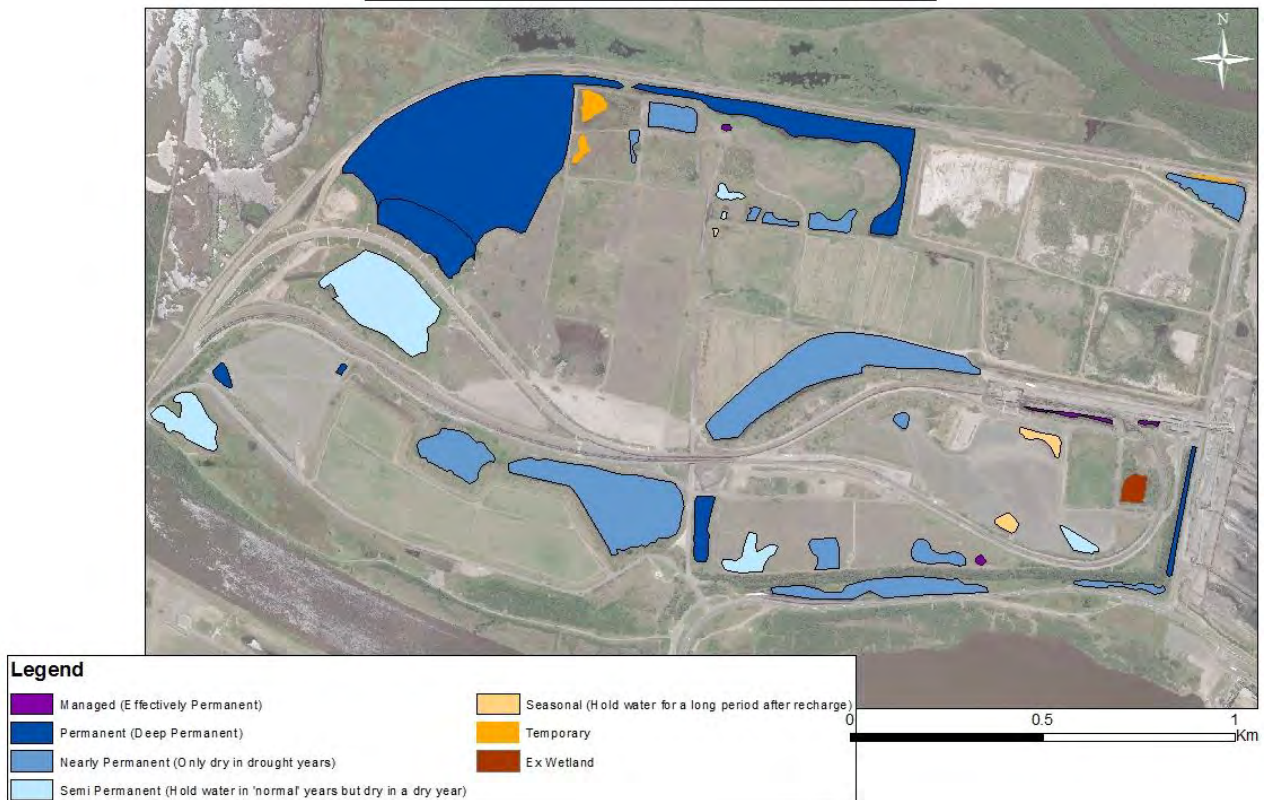 N
Legend
Managed (Effectively Permanent)
Permanent (Deep Permanent)
Nearly Permanent (Only dry in drought years)
Semi Permanent (Hold water in 'normal' years but dry in a dry year)
Seasonal (Hold water for a long period after recharge)
Temporary
Ex Wetland
0 0.5 1
Km